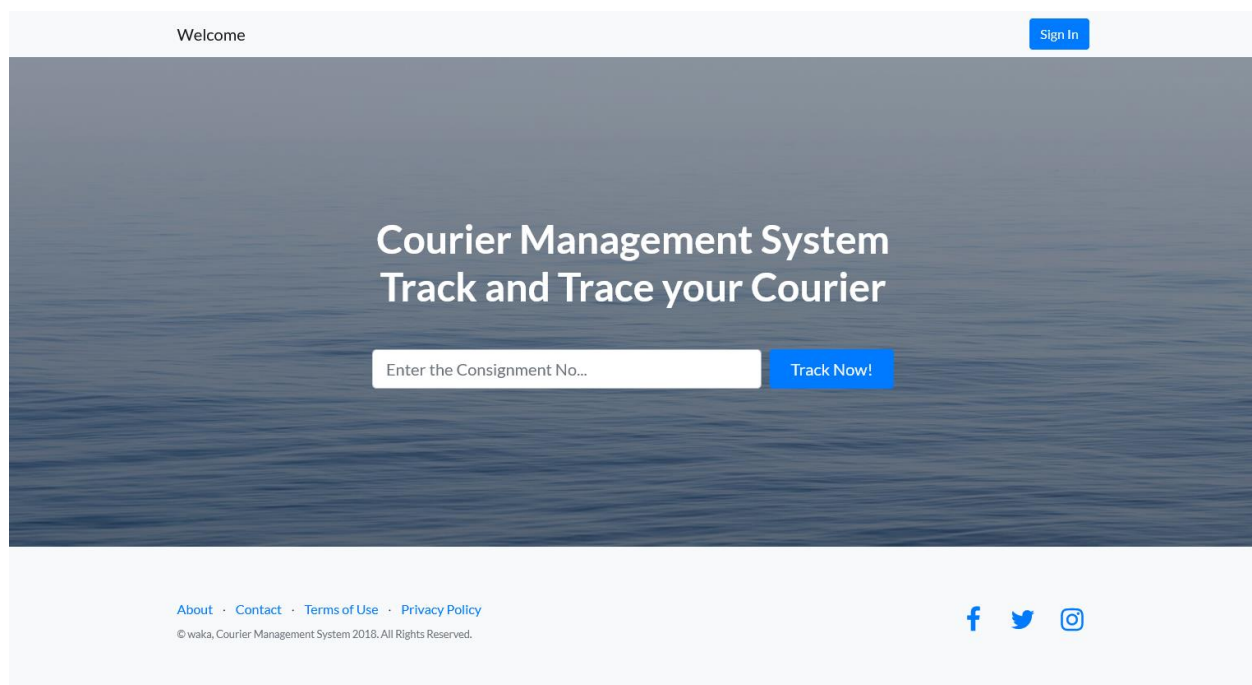 Welcome
Sign In
Courier Management System
Track and Trace your Courier
Enter the Consignment No...
Track Now!
About · Contact · Terms of Use · Privacy Policy
© waka, Courier Management System 2018. All Rights Reserved.